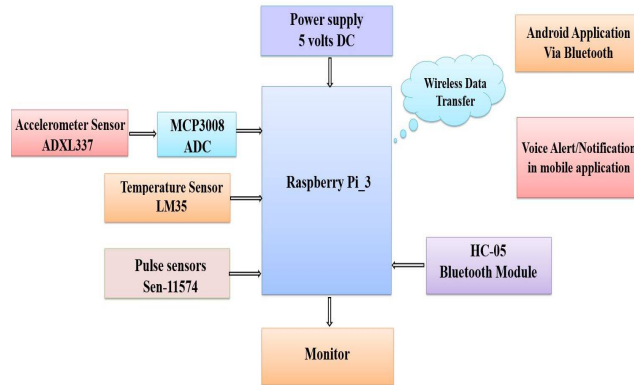 Power supply
5 volts DC
Android Application
Via Bluetooth
Wireless Data
Transfer
Accelerometer Sensor
ADXL337
MCP3008
ADC
Voice Alert/Notification
in mobile application
Raspberry Pi_3
Temperature Sensor
LM35
HC-05
Bluetooth Module
Pulse sensors
Sen-11574
Monitor